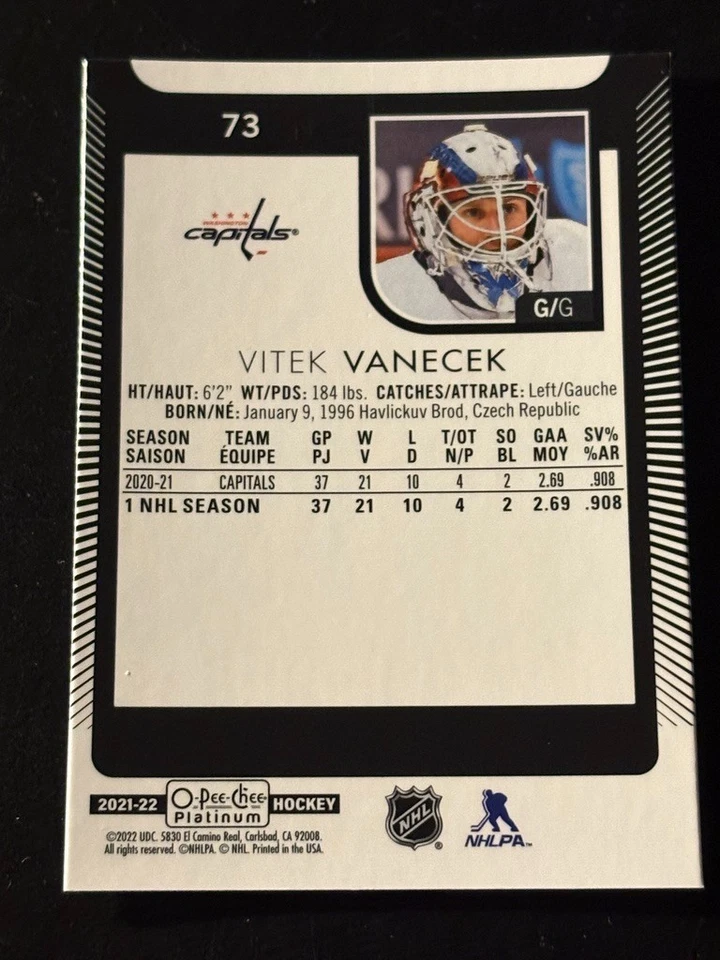 73
WASHINGTON
capitals®
G/G
VITEK VANECEK
HT/HAUT: 6'2" WT/PDS: 184 lbs. CATCHES/ATTRAPE: Left/Gauche
BORN/NÉ: January 9, 1996 Havlickuv Brod, Czech Republic
SEASON TEAM GP W L T/OT SO GAA SV%
SAISON ÉQUIPE PJ V D N/P BL MOY %AR
2020-21 CAPITALS 37 21 10 4 2 2.69 .908
1 NHL SEASON 37 21 10 4 2 2.69 .908
2021-22 O-Pee-Chee Platinum HOCKEY
©2022 UDC. 5830 El Camino Real, Carlsbad, CA 92008.
All rights reserved. ©NHLPA. © NHL. Printed in the USA.
NHL ®
NHLPA™